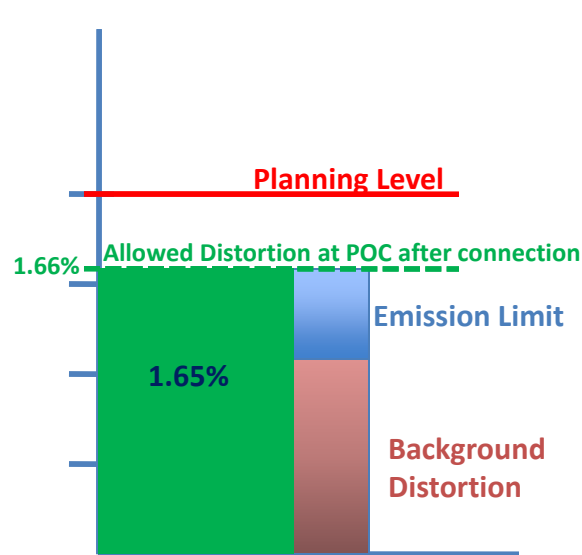 Planning Level
Allowed Distortion at POC after connection
1.66%
Emission Limit
1.65%
Background
Distortion